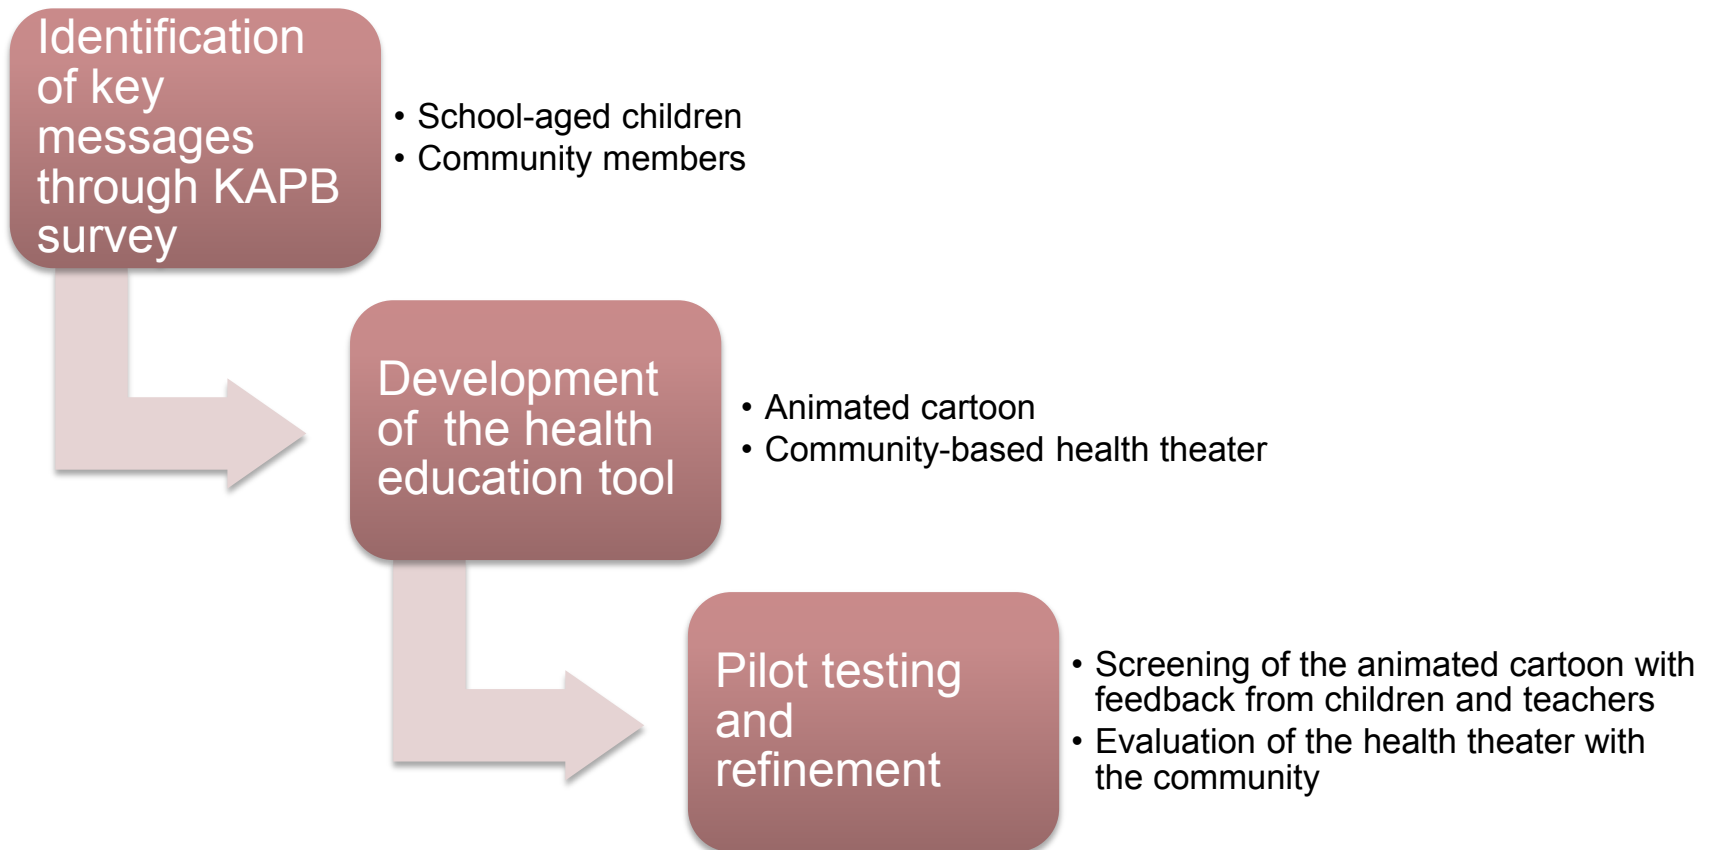 Identification
of key
messages
through KAPB
survey
• School-aged children
• Community members
Development
of the health
education tool
• Animated cartoon
• Community-based health theater
Pilot testing
and
refinement
• Screening of the animated cartoon with
feedback from children and teachers
• Evaluation of the health theater with
the community